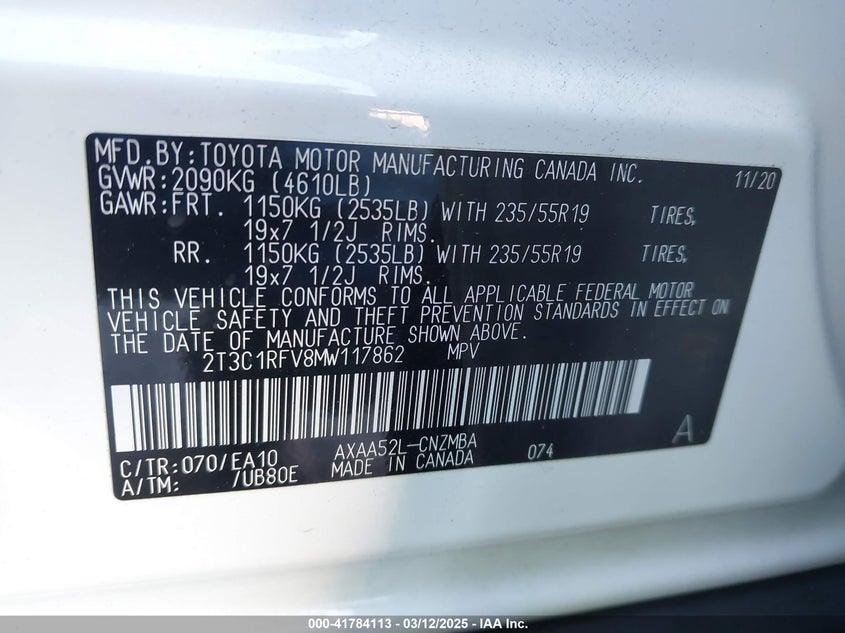 MFD.BY:TOYOTA MOTOR MANUFACTURING CANADA INC. 11/20
GVWR:2090KG (4610LB)
GAWR:FRT. 1150KG (2535LB) WITH 235/55R19 TIRES,
19x7 1/2J RIMS.
RR. 1150KG (2535LB) WITH 235/55R19 TIRES,
19x7 1/2J RIMS.
THIS VEHICLE CONFORMS TO ALL APPLICABLE FEDERAL MOTOR
VEHICLE SAFETY AND THEFT PREVENTION STANDARDS IN EFFECT ON
THE DATE OF MANUFACTURE SHOWN ABOVE.
2T3C1RFV8MW117862 MPV
A
C/TR:070/EA10 AXAA52L-CNZMBA 074
A/TM: /UB80E MADE IN CANADA
000-41784113 — 03/12/2025 — IAA Inc.